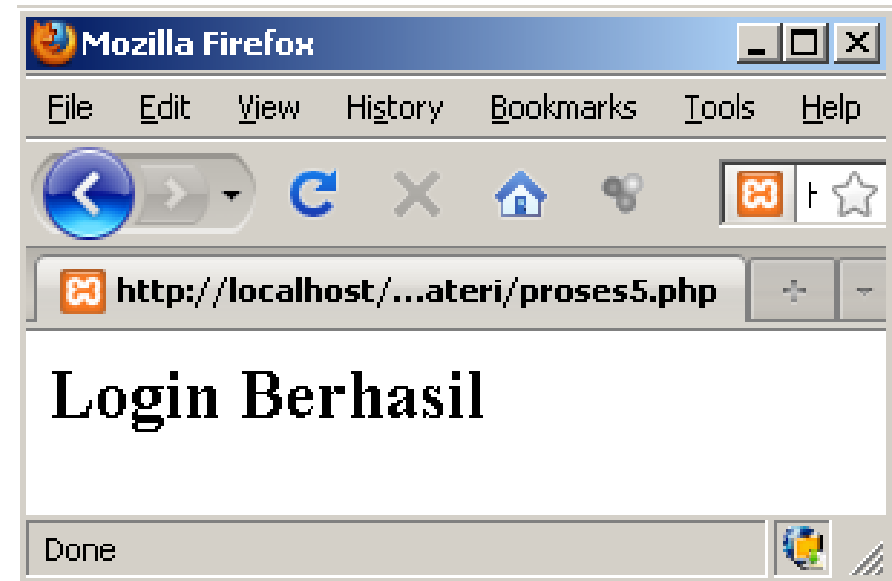 Mozilla Firefox
File Edit View History Bookmarks Tools Help
http://localhost/...ateri/proses5.php
Login Berhasil
Done